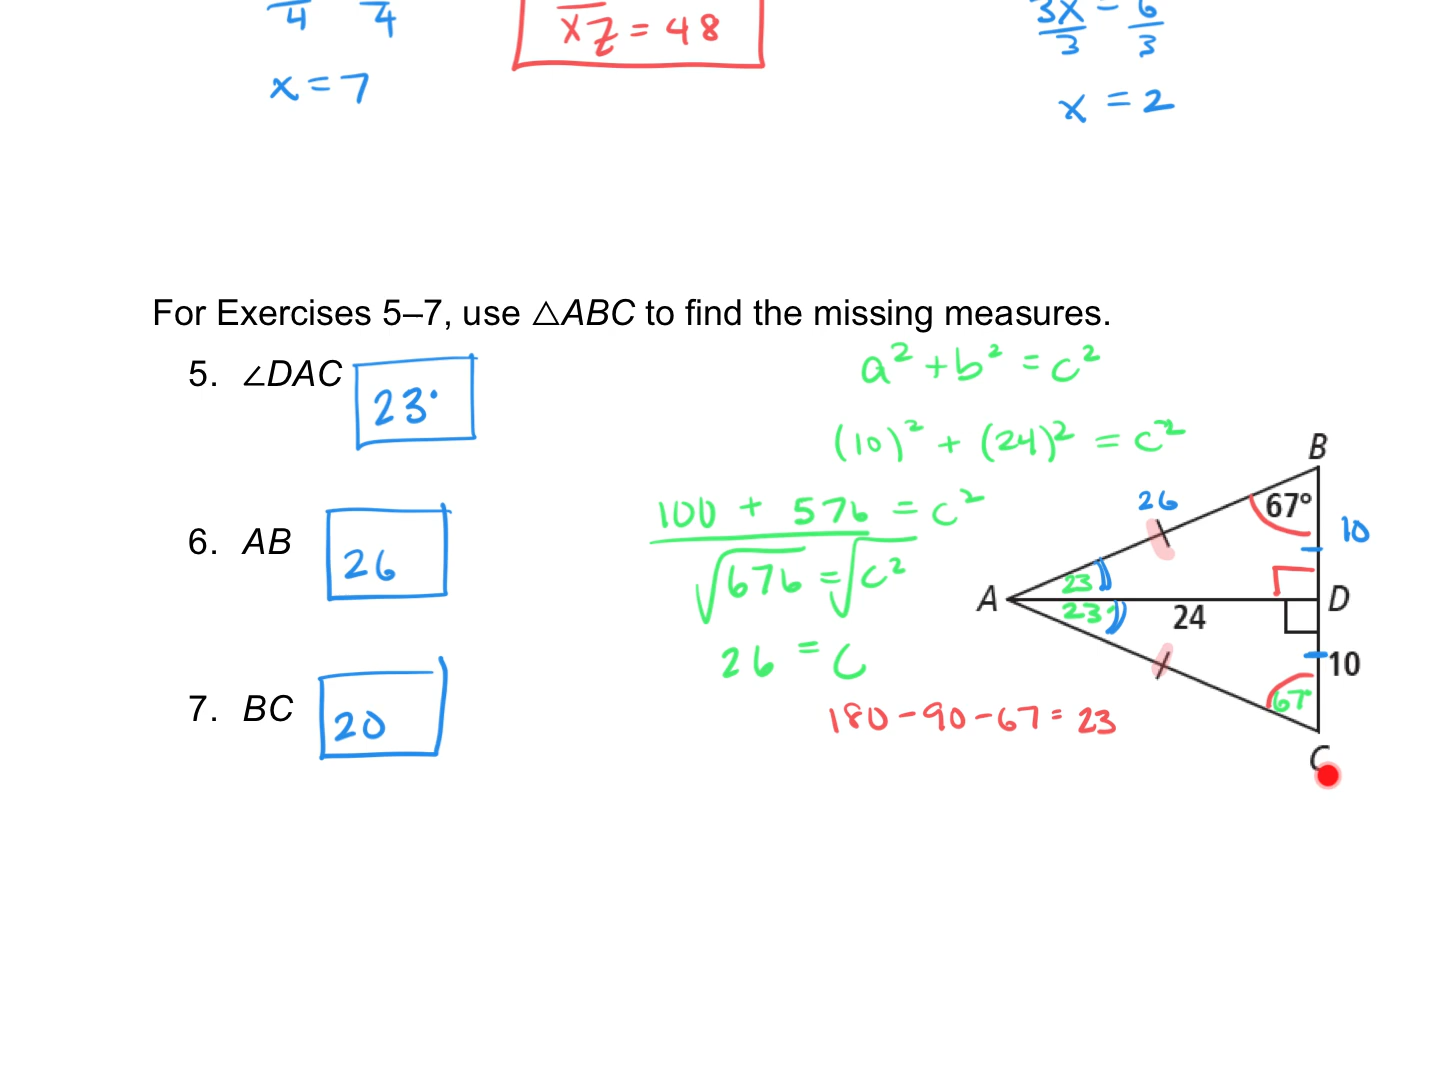 4 4
x = 7
XZ = 48
3x = 6
3 3
x = 2
For Exercises 5–7, use △ABC to find the missing measures.
5. ∠DAC 23°
a² + b² = c²
(10)² + (24)² = c²
100 + 576 = c²
√676 = √c²
26 = c
6. AB 26
7. BC 20
180 - 90 - 67 = 23
B
67°
26
10
23
A
D
23°
24
10
67°
C